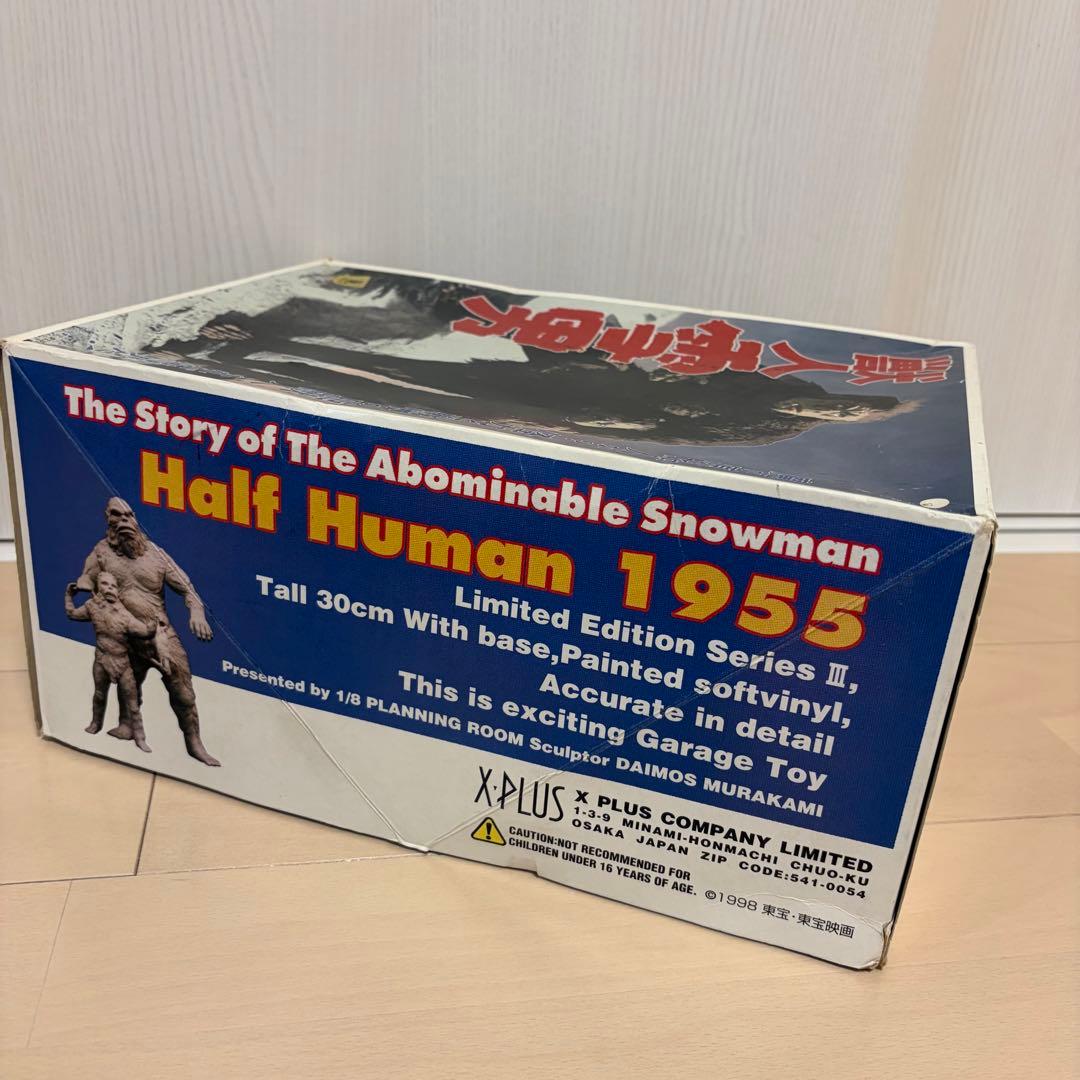 獣人雪男
The Story of The Abominable Snowman
Half Human 1955
Limited Edition Series Ⅲ,
Tall 30cm With base,Painted softvinyl,
Accurate in detail
This is exciting Garage Toy
Presented by 1/8 PLANNING ROOM Sculptor DAIMOS MURAKAMI
X·PLUS
X PLUS COMPANY LIMITED
1-3-9 MINAMI-HONMACHI CHUO-KU
OSAKA JAPAN ZIP CODE:541-0054
CAUTION:NOT RECOMMENDED FOR
CHILDREN UNDER 16 YEARS OF AGE.
©1998 東宝·東宝映画